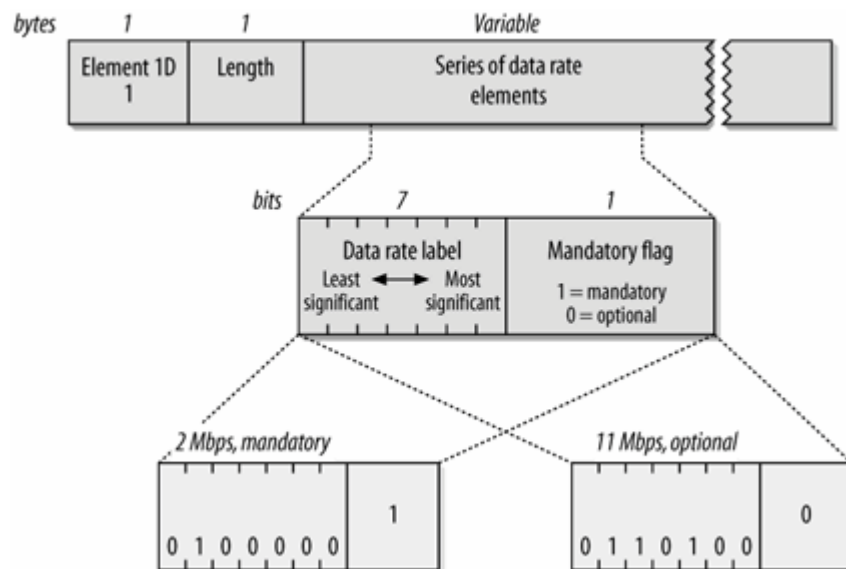 bytes 1 1 Variable
Element 1D Length Series of data rate
1 elements
bits 7 1
Data rate label Mandatory flag
Least Most
significant significant
1 = mandatory
0 = optional
2 Mbps, mandatory 11 Mbps, optional
1 0
0 1 0 0 0 0 0 0 1 1 0 1 0 0